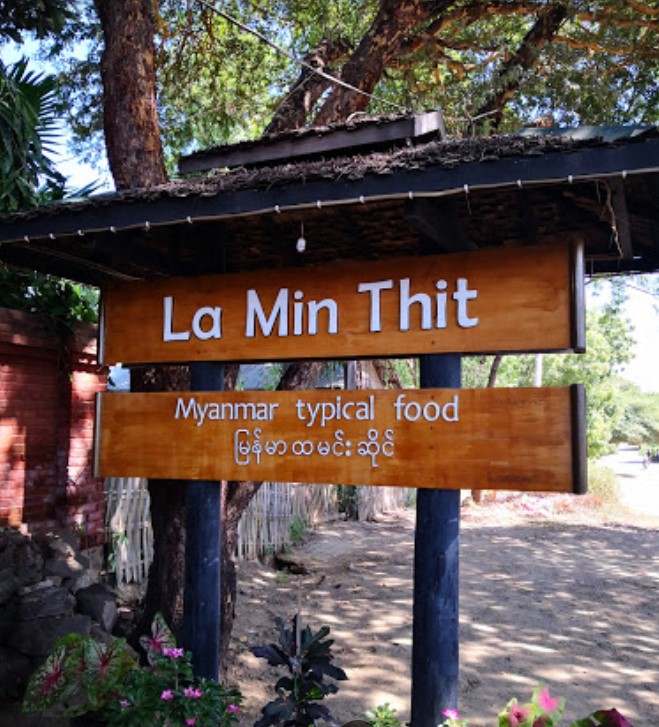 La Min Thit
Myanmar typical food
မြန်မာထမင်းဆိုင်